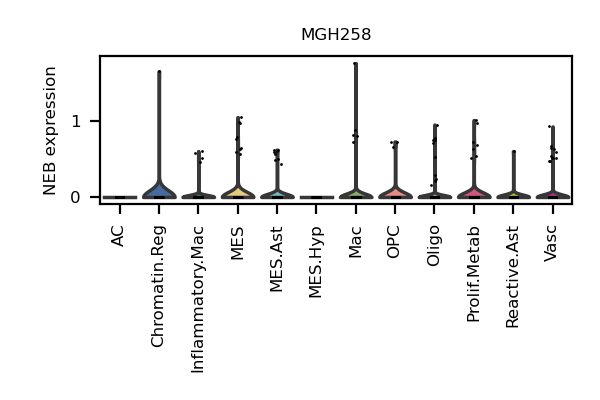 MGH258
NEB expression
1
0
AC
Chromatin.Reg
Inflammatory.Mac
MES
MES.Ast
MES.Hyp
Mac
OPC
Oligo
Prolif.Metab
Reactive.Ast
Vasc